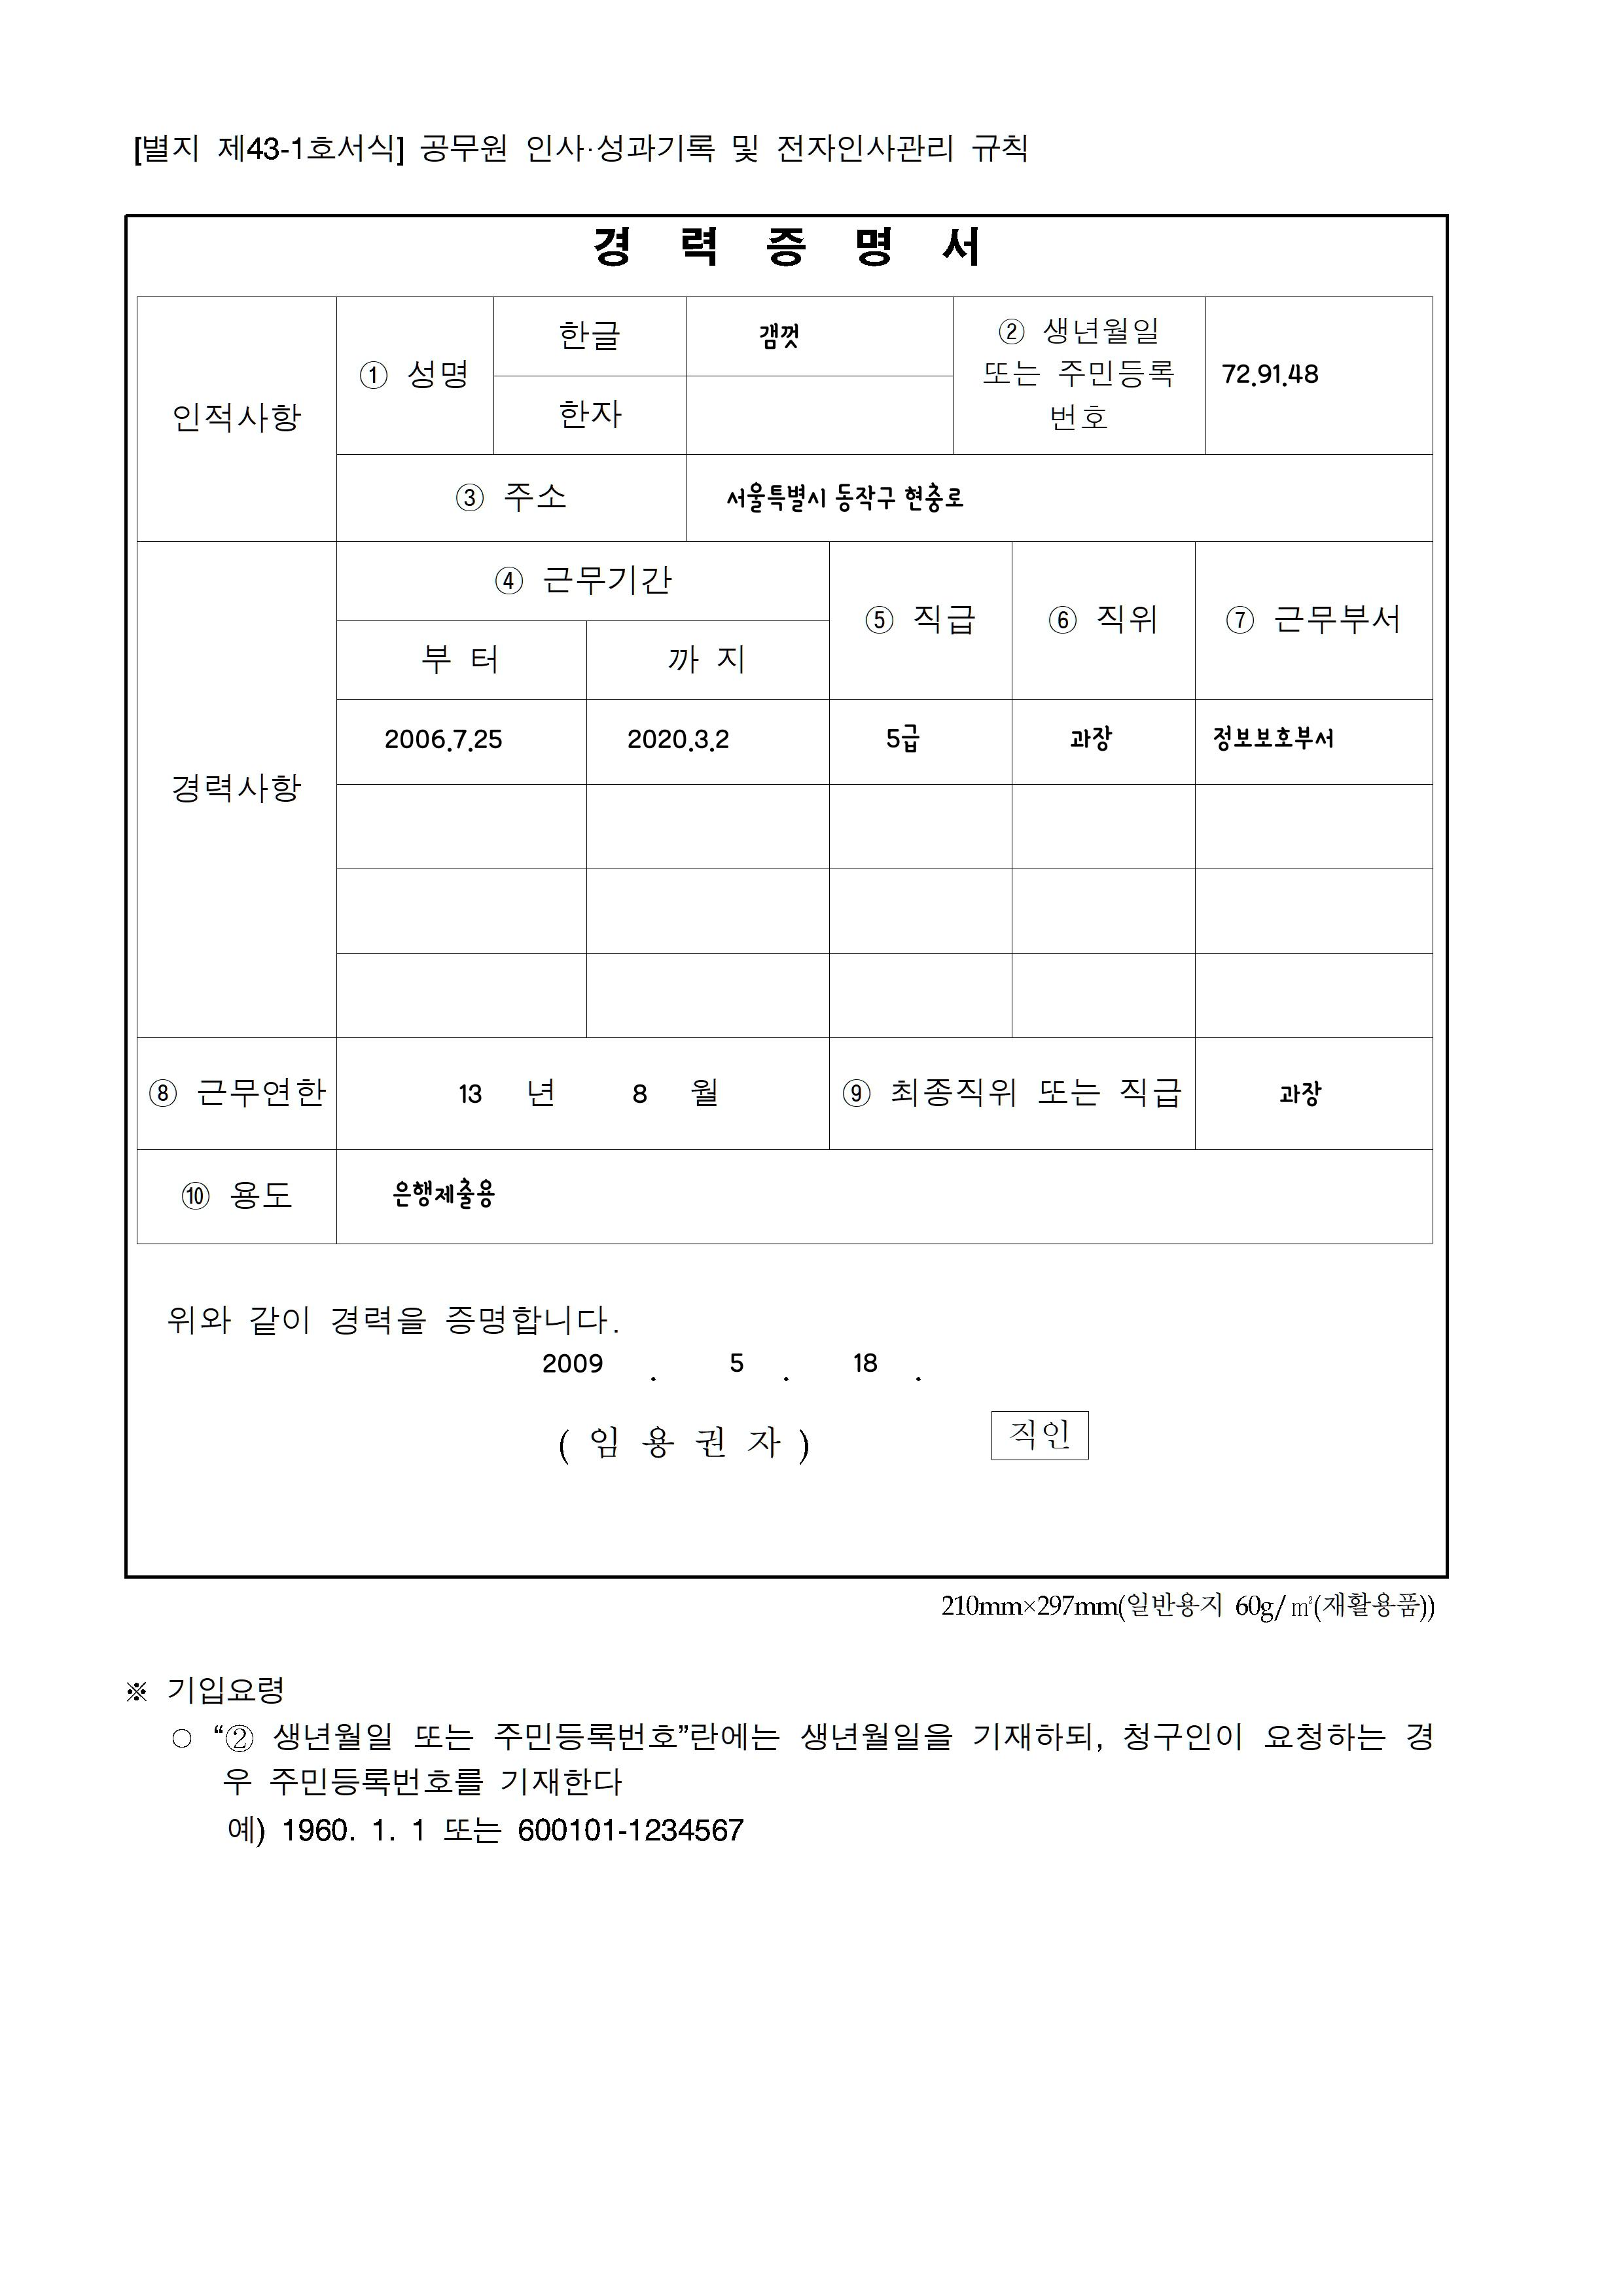 [별지 제43-1호서식] 공무원 인사·성과기록 및 전자인사관리 규칙
경 력 증 명 서
인적사항
① 성명
한글
갬껏
② 생년월일
또는 주민등록
번호
72.91.48
한자
③ 주소
서울특별시 동작구 현충로
경력사항
④ 근무기간
⑤ 직급
⑥ 직위
⑦ 근무부서
부 터
까 지
2006.7.25
2020.3.2
5급
과장
정보보호부서
⑧ 근무연한
13 년 8 월
⑨ 최종직위 또는 직급
과장
⑩ 용도
은행제출용
위와 같이 경력을 증명합니다.
2009 . 5 . 18 .
( 임 용 권 자 )
직인
210mm×297mm(일반용지 60g/㎡(재활용품))
※ 기입요령
○ “② 생년월일 또는 주민등록번호”란에는 생년월일을 기재하되, 청구인이 요청하는 경
우 주민등록번호를 기재한다
예) 1960. 1. 1 또는 600101-1234567